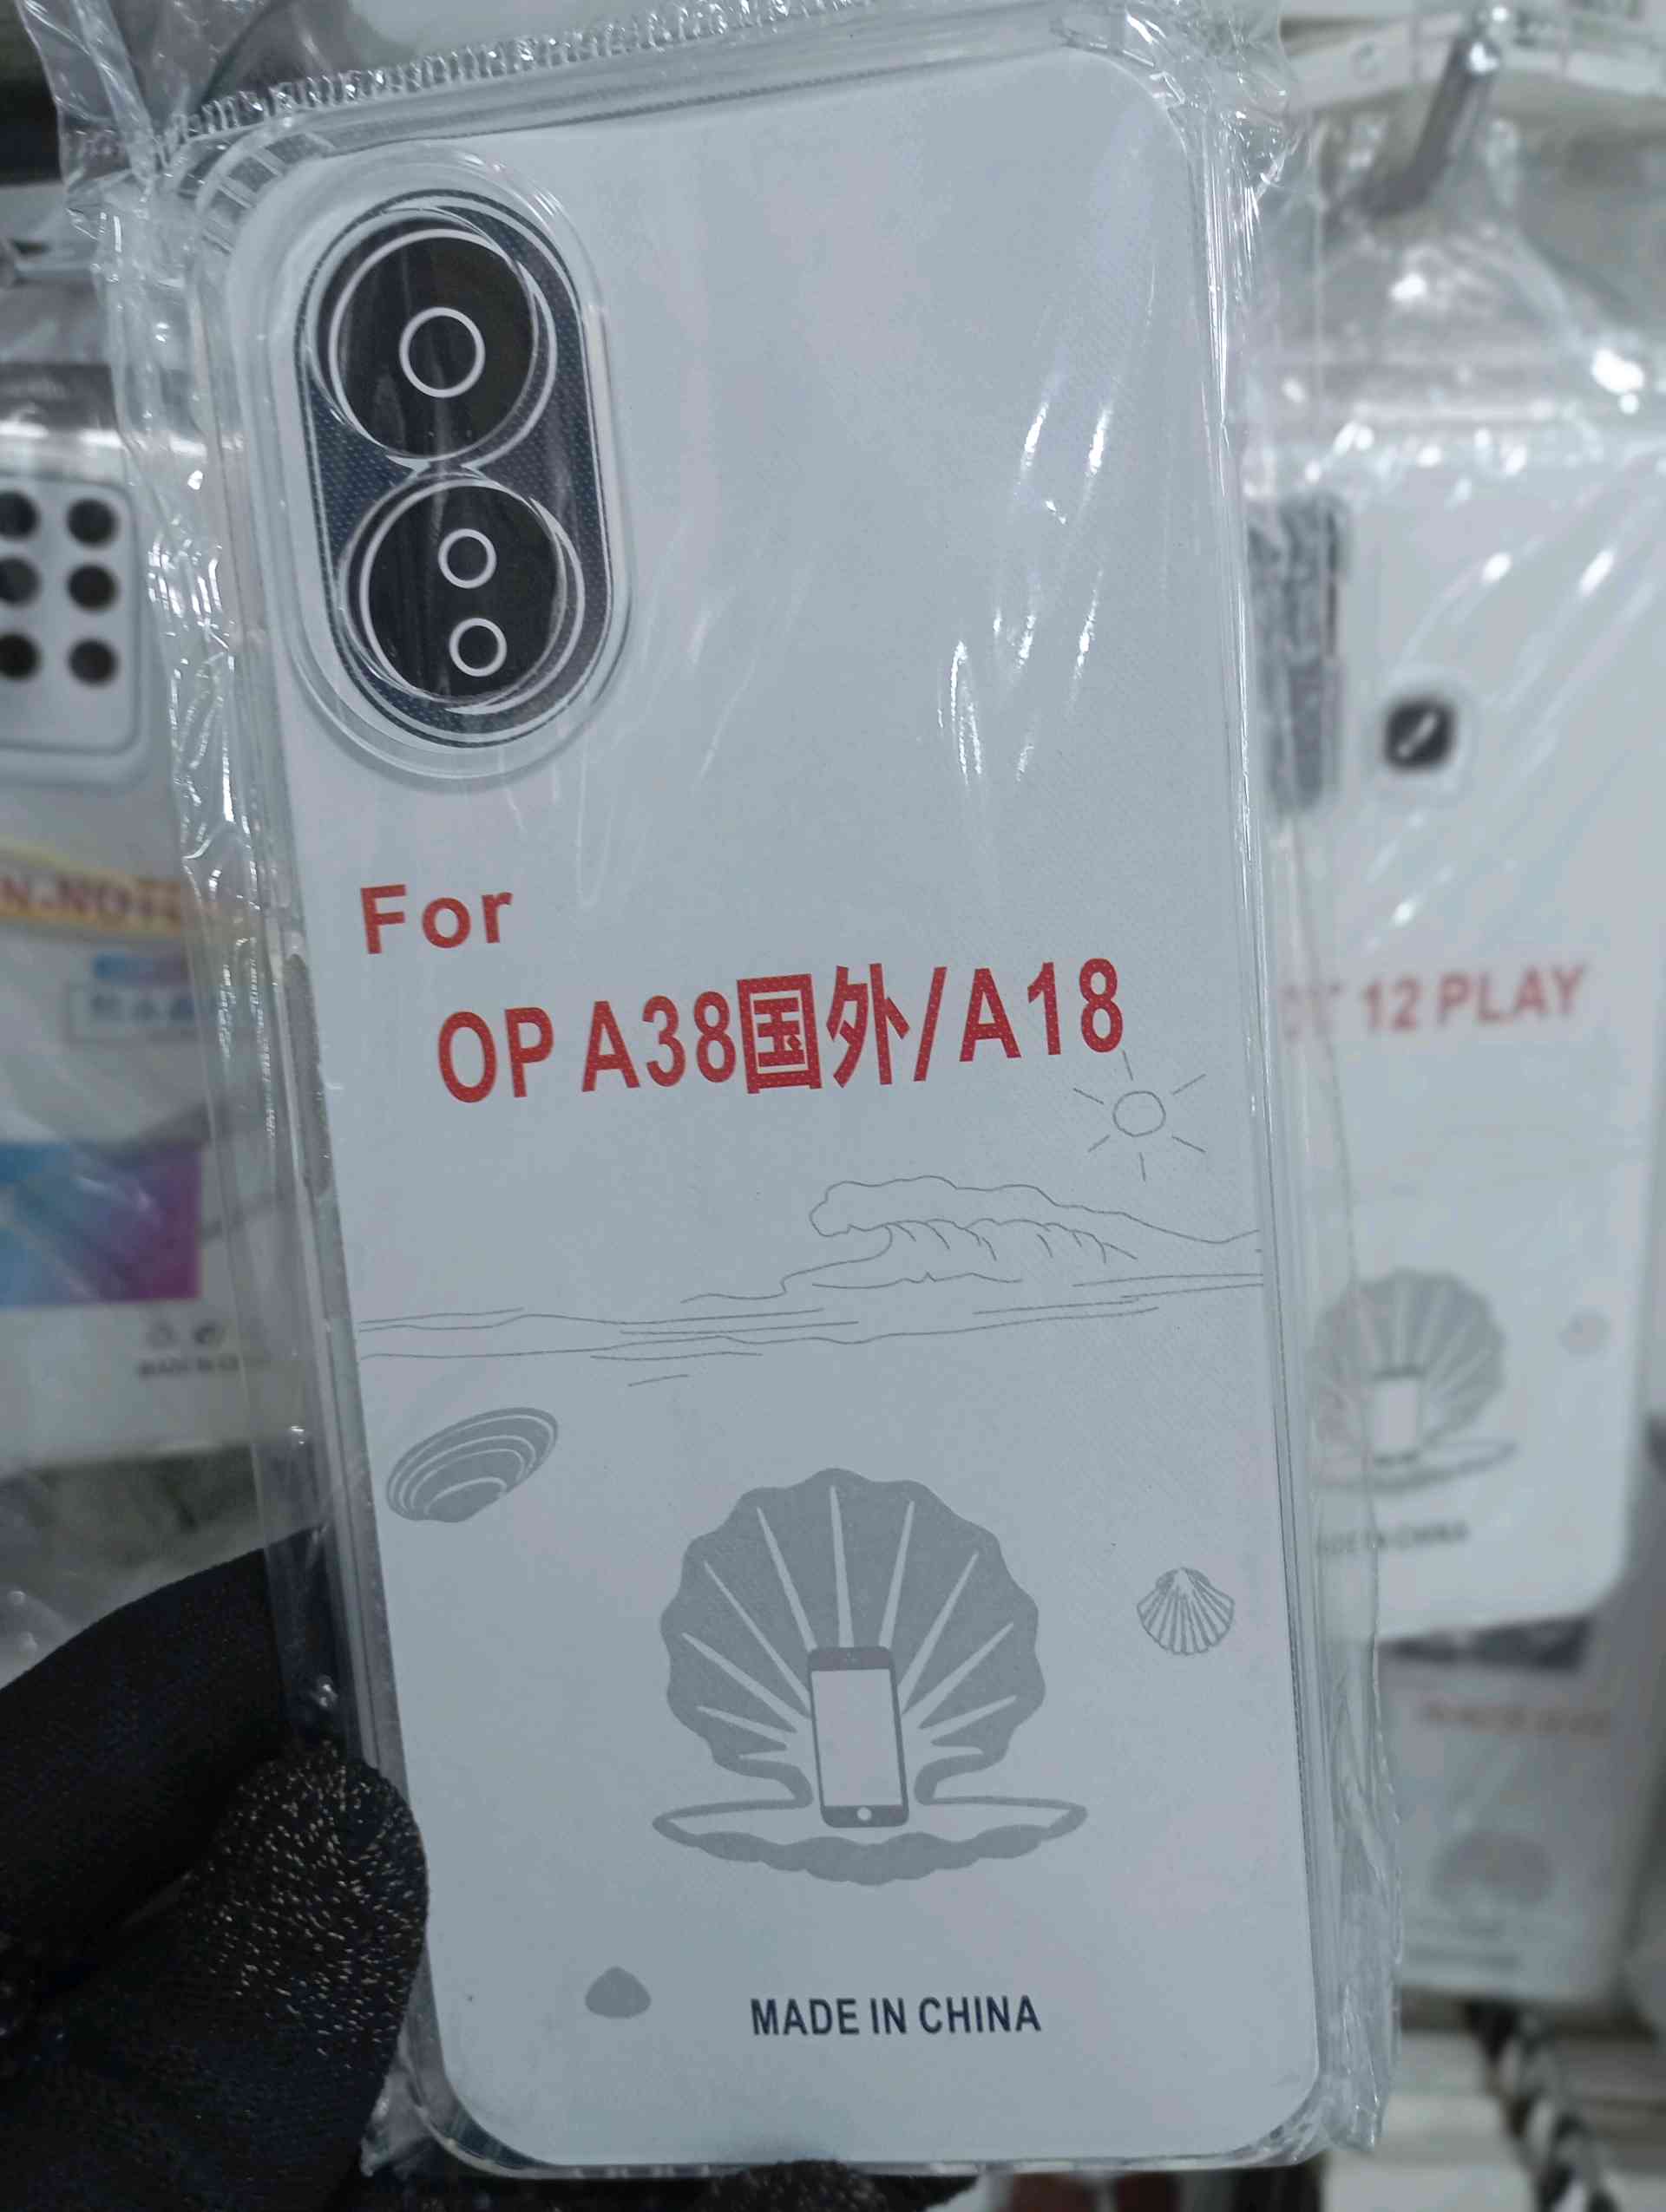 For
OP A38国外/A18
MADE IN CHINA
12 PLAY